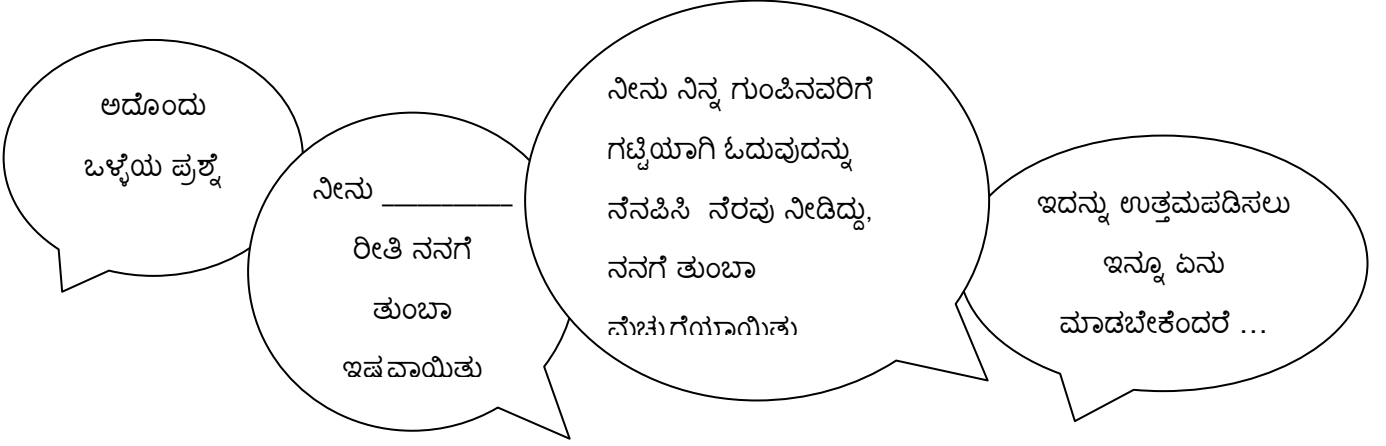 ಅದೊಂದು
ಒಳ್ಳೆಯ ಪ್ರಶ್ನೆ
ನೀನು __________
ರೀತಿ ನನಗೆ
ತುಂಬಾ
ಇಷ್ಟವಾಯಿತು
ನೀನು ನಿನ್ನ ಗುಂಪಿನವರಿಗೆ
ಗಟ್ಟಿಯಾಗಿ ಓದುವುದನ್ನು
ನೆನಪಿಸಿ ನೆರವು ನೀಡಿದ್ದು,
ನನಗೆ ತುಂಬಾ
ಮೆಚ್ಚುಗೆಯಾಯಿತು
ಇದನ್ನು ಉತ್ತಮಪಡಿಸಲು
ಇನ್ನೂ ಏನು
ಮಾಡಬೇಕೆಂದರೆ ...